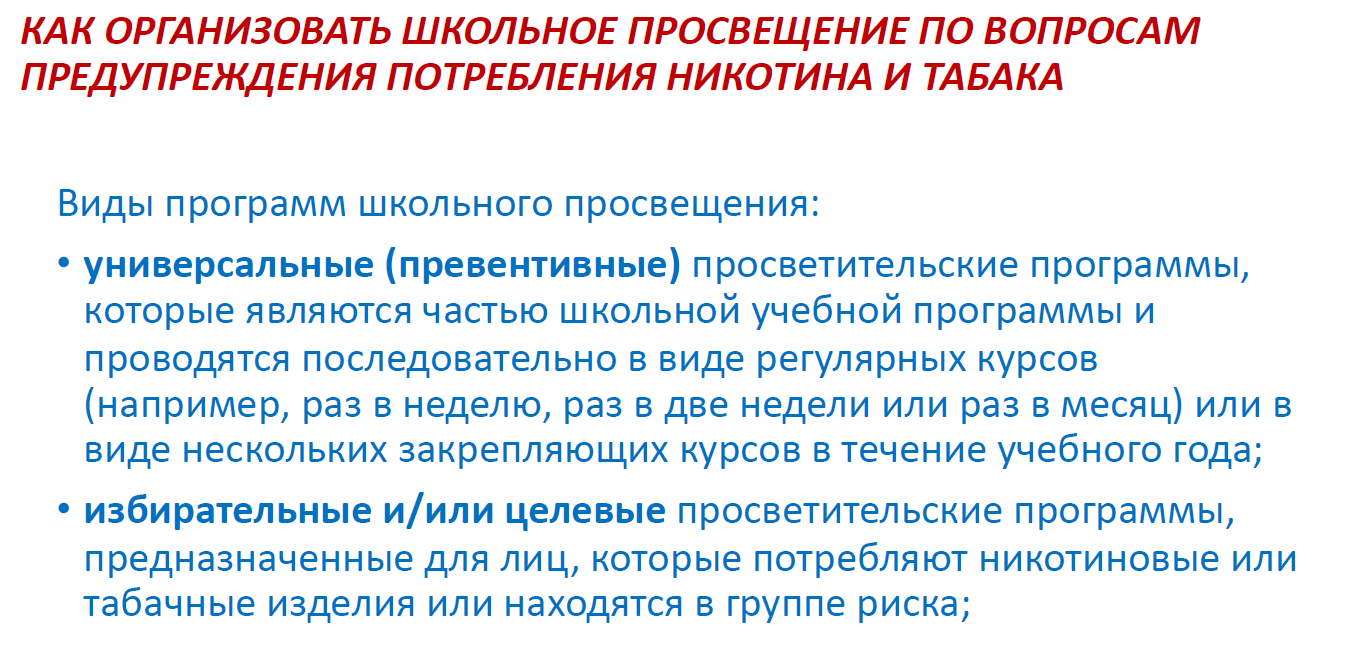 КАК ОРГАНИЗОВАТЬ ШКОЛЬНОЕ ПРОСВЕЩЕНИЕ ПО ВОПРОСАМ
ПРЕДУПРЕЖДЕНИЯ ПОТРЕБЛЕНИЯ НИКОТИНА И ТАБАКА
Виды программ школьного просвещения:
• универсальные (превентивные) просветительские программы,
которые являются частью школьной учебной программы и
проводятся последовательно в виде регулярных курсов
(например, раз в неделю, раз в две недели или раз в месяц) или в
виде нескольких закрепляющих курсов в течение учебного года;
• избирательные и/или целевые просветительские программы,
предназначенные для лиц, которые потребляют никотиновые или
табачные изделия или находятся в группе риска;